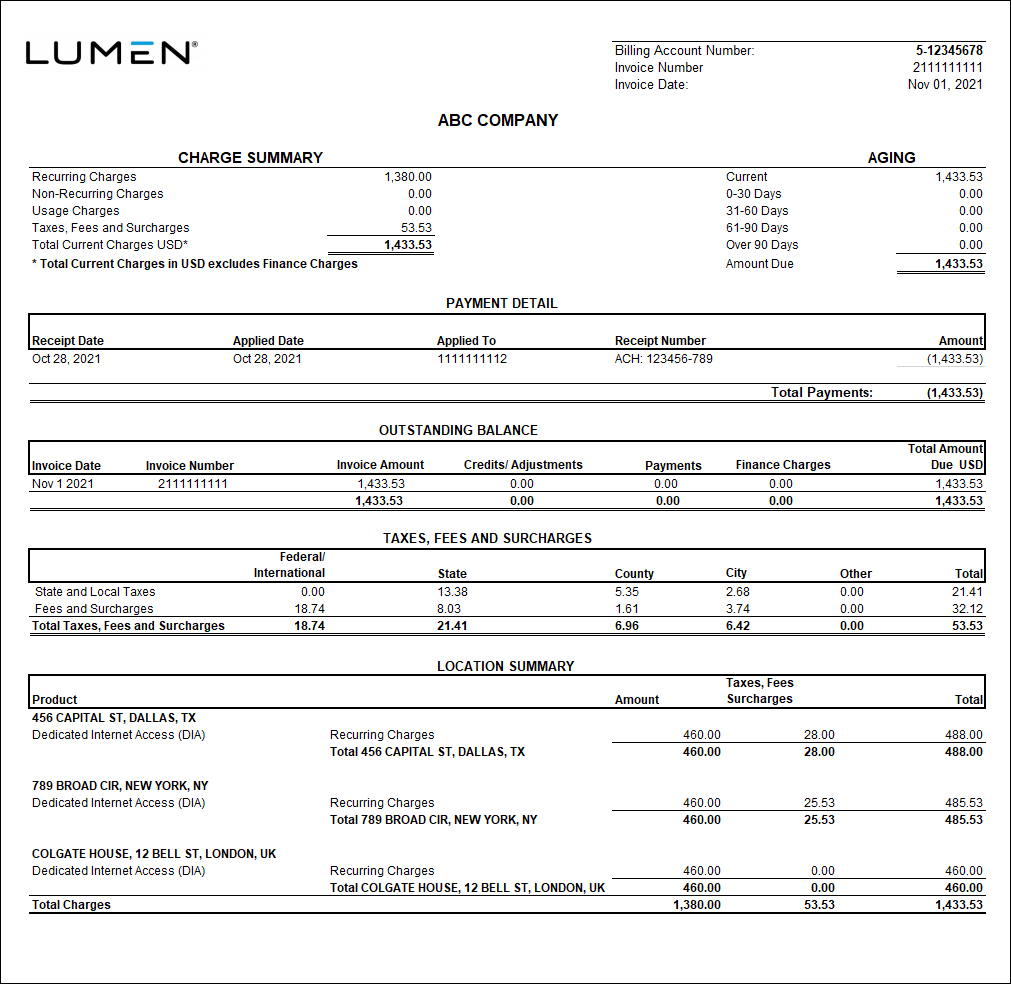 LUMEN®
Billing Account Number: 5-12345678
Invoice Number 2111111111
Invoice Date: Nov 01, 2021
ABC COMPANY
CHARGE SUMMARY AGING
Recurring Charges 1,380.00 Current 1,433.53
Non-Recurring Charges 0.00 0-30 Days 0.00
Usage Charges 0.00 31-60 Days 0.00
Taxes, Fees and Surcharges 53.53 61-90 Days 0.00
Total Current Charges USD* 1,433.53 Over 90 Days 0.00
* Total Current Charges in USD excludes Finance Charges Amount Due 1,433.53
PAYMENT DETAIL
Receipt Date Applied Date Applied To Receipt Number Amount
Oct 28, 2021 Oct 28, 2021 1111111112 ACH: 123456-789 (1,433.53)
Total Payments: (1,433.53)
OUTSTANDING BALANCE
Total Amount
Invoice Date Invoice Number Invoice Amount Credits/ Adjustments Payments Finance Charges Due USD
Nov 1 2021 2111111111 1,433.53 0.00 0.00 0.00 1,433.53
1,433.53 0.00 0.00 0.00 1,433.53
TAXES, FEES AND SURCHARGES
Federal/
International State County City Other Total
State and Local Taxes 0.00 13.38 5.35 2.68 0.00 21.41
Fees and Surcharges 18.74 8.03 1.61 3.74 0.00 32.12
Total Taxes, Fees and Surcharges 18.74 21.41 6.96 6.42 0.00 53.53
LOCATION SUMMARY
Taxes, Fees
Product Amount Surcharges Total
456 CAPITAL ST, DALLAS, TX
Dedicated Internet Access (DIA) Recurring Charges 460.00 28.00 488.00
Total 456 CAPITAL ST, DALLAS, TX 460.00 28.00 488.00
789 BROAD CIR, NEW YORK, NY
Dedicated Internet Access (DIA) Recurring Charges 460.00 25.53 485.53
Total 789 BROAD CIR, NEW YORK, NY 460.00 25.53 485.53
COLGATE HOUSE, 12 BELL ST, LONDON, UK
Dedicated Internet Access (DIA) Recurring Charges 460.00 0.00 460.00
Total COLGATE HOUSE, 12 BELL ST, LONDON, UK 460.00 0.00 460.00
Total Charges 1,380.00 53.53 1,433.53